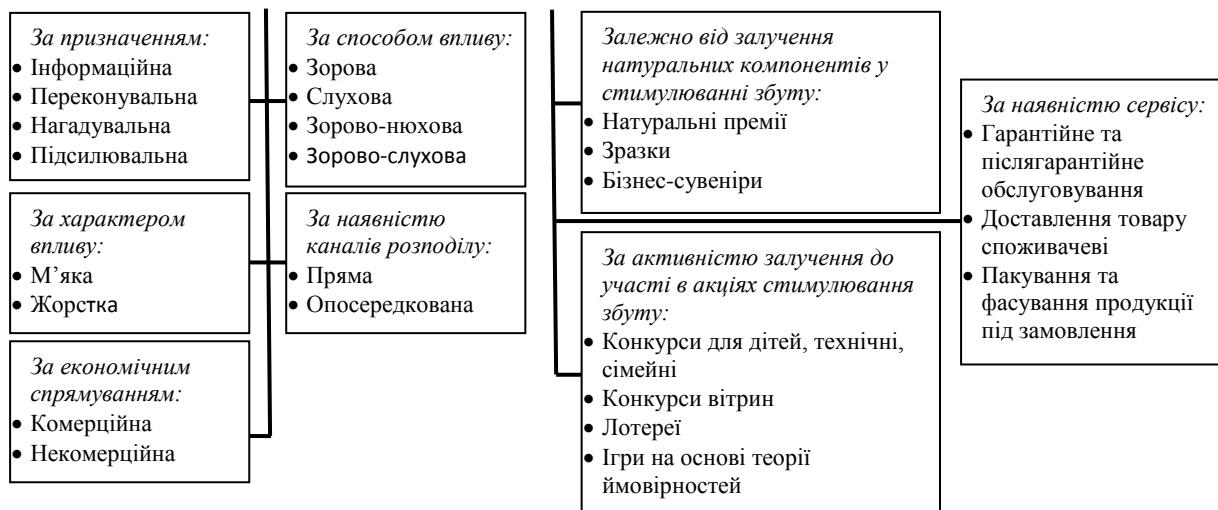 За призначенням:
• Інформаційна
• Переконувальна
• Нагадувальна
• Підсилювальна
За характером
впливу:
• М’яка
• Жорстка
За економічним
спрямуванням:
• Комерційна
• Некомерційна
За способом впливу:
• Зорова
• Слухова
• Зорово-нюхова
• Зорово-слухова
За наявністю
каналів розподілу:
• Пряма
• Опосередкована
Залежно від залучення
натуральних компонентів у
стимулюванні збуту:
• Натуральні премії
• Зразки
• Бізнес-сувеніри
За активністю залучення до
участі в акціях стимулювання
збуту:
• Конкурси для дітей, технічні,
сімейні
• Конкурси вітрин
• Лотереї
• Ігри на основі теорії
ймовірностей
За наявністю сервісу:
• Гарантійне та
післягарантійне
обслуговування
• Доставлення товару
споживачеві
• Пакування та
фасування продукції
під замовлення